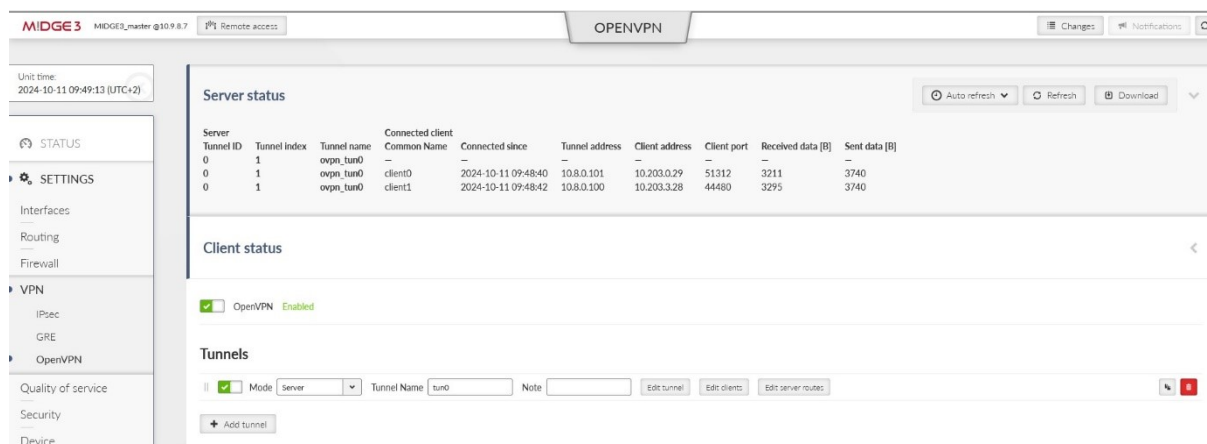 M!DGE3 MIDGE3_master @10.9.8.7 Remote access OPENVPN Changes Notifications
Unit time:
2024-10-11 09:49:13 (UTC+2)
STATUS
SETTINGS
Interfaces
Routing
Firewall
VPN
IPsec
GRE
OpenVPN
Quality of service
Security
Device
Server status Auto refresh Refresh Download
Server Connected client
Tunnel ID Tunnel index Tunnel name Common Name Connected since Tunnel address Client address Client port Received data [B] Sent data [B]
0 1 ovpn_tun0 — — — — — — —
0 1 ovpn_tun0 client0 2024-10-11 09:48:40 10.8.0.101 10.203.0.29 51312 3211 3740
0 1 ovpn_tun0 client1 2024-10-11 09:48:42 10.8.0.100 10.203.3.28 44480 3295 3740
Client status
OpenVPN Enabled
Tunnels
Mode Server Tunnel Name tun0 Note Edit tunnel Edit clients Edit server routes
+ Add tunnel